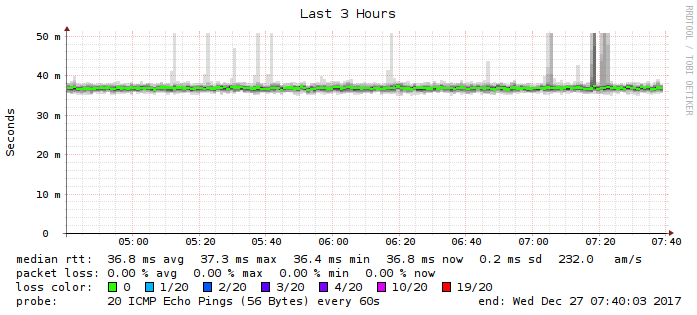 Last 3 Hours
RRDTOOL / TOBI OETIKER
Seconds
50 m
40 m
30 m
20 m
10 m
0
05:00 05:20 05:40 06:00 06:20 06:40 07:00 07:20 07:40
median rtt: 36.8 ms avg 37.3 ms max 36.4 ms min 36.8 ms now 0.2 ms sd 232.0 am/s
packet loss: 0.00 % avg 0.00 % max 0.00 % min 0.00 % now
loss color: 0 1/20 2/20 3/20 4/20 10/20 19/20
probe: 20 ICMP Echo Pings (56 Bytes) every 60s end: Wed Dec 27 07:40:03 2017